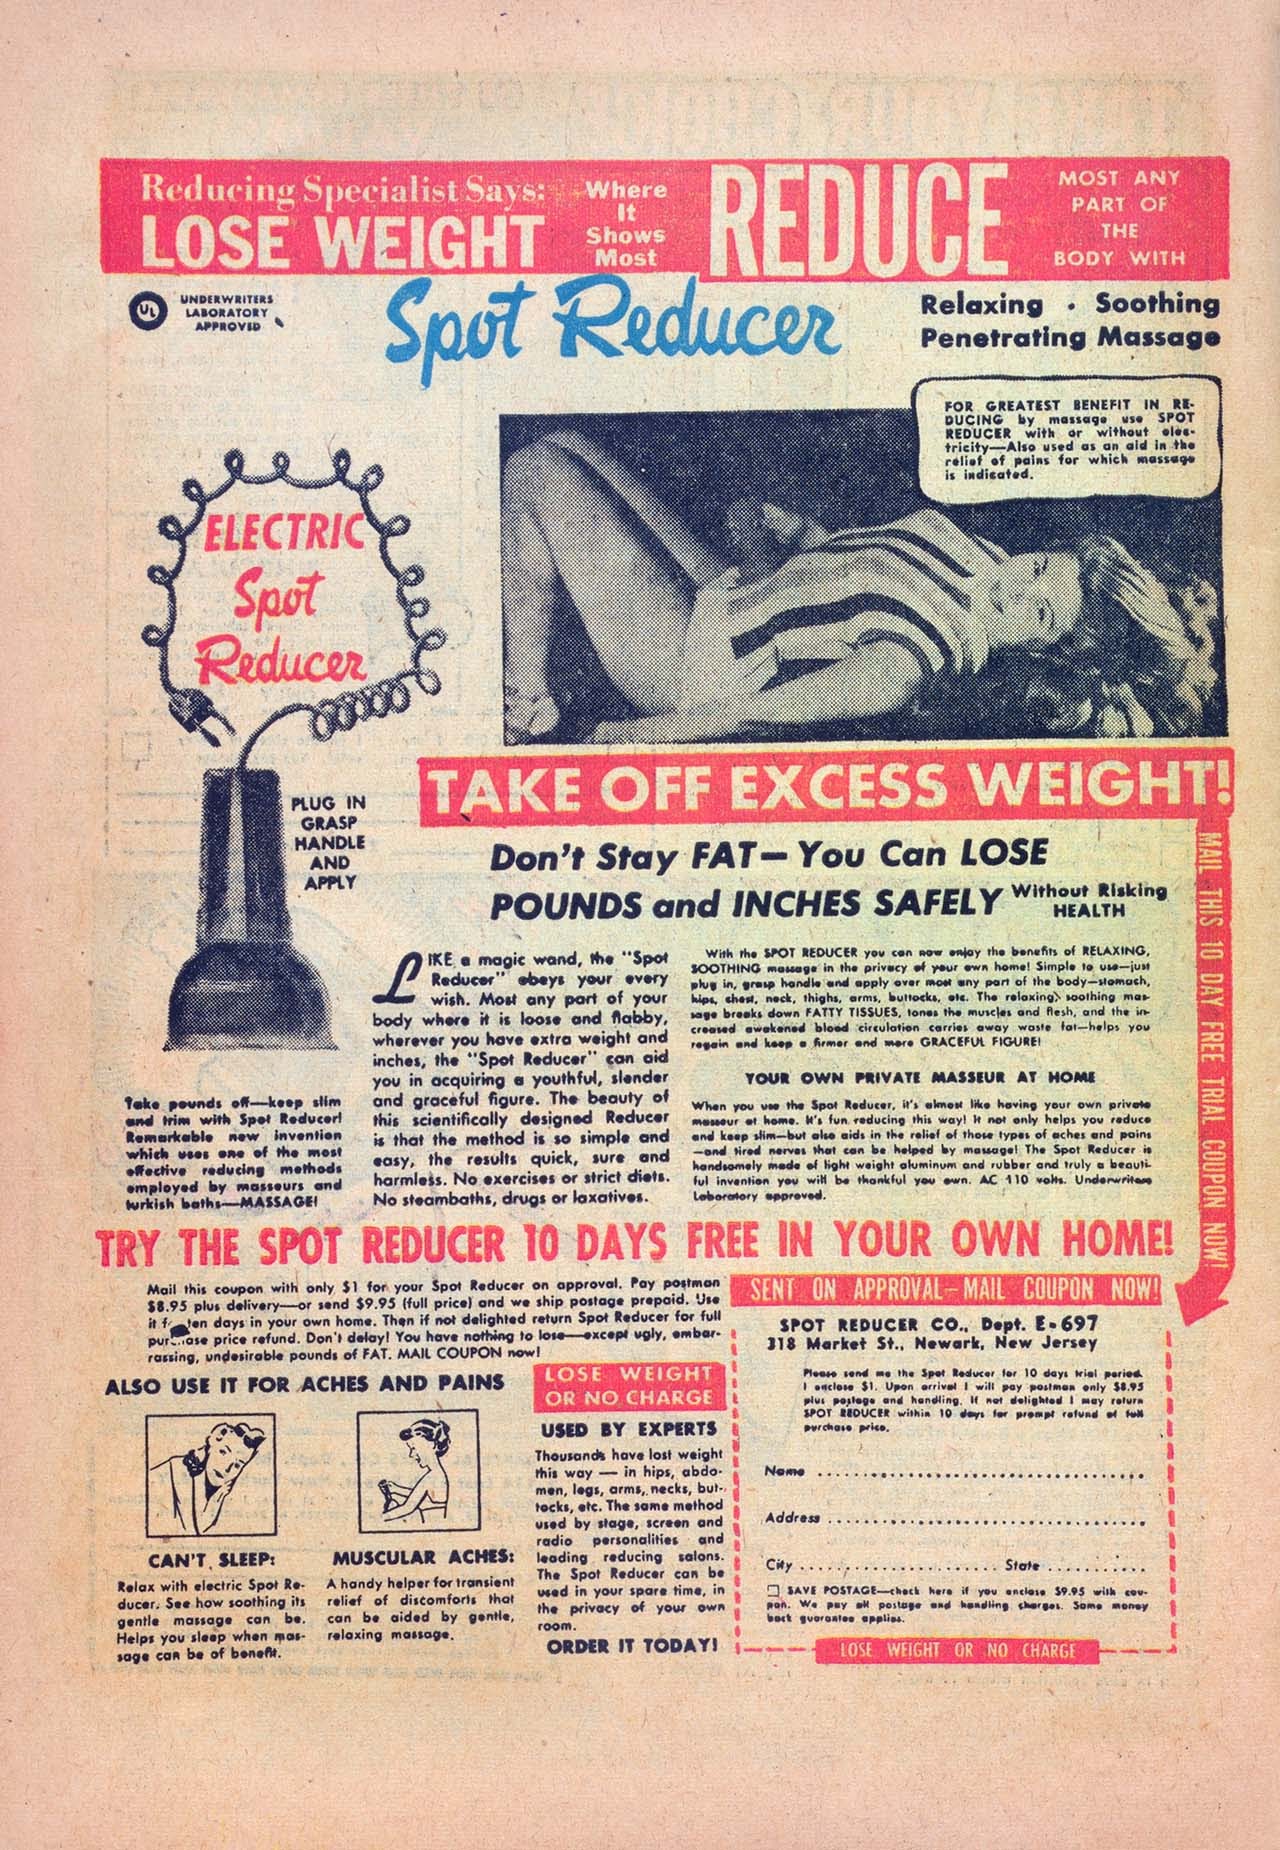 Reducing Specialist Says:
LOSE WEIGHT
Where
It
Shows
Most
REDUCE
MOST ANY
PART OF
THE
BODY WITH
UL
UNDERWRITERS
LABORATORY
APPROVED
Spot Reducer
Relaxing · Soothing
Penetrating Massage
FOR GREATEST BENEFIT IN RE-
DUCING by massage use SPOT
REDUCER with or without elec-
tricity—Also used as an aid in the
relief of pains for which massage
is indicated.
ELECTRIC
Spot
Reducer
PLUG IN
GRASP
HANDLE
AND
APPLY
TAKE OFF EXCESS WEIGHT!
Don't Stay FAT — You Can LOSE
POUNDS and INCHES SAFELY Without Risking
HEALTH
MAIL THIS 10 DAY FREE TRIAL COUPON NOW!
Take pounds off—keep slim
and trim with Spot Reducer!
Remarkable new invention
which uses one of the most
effective reducing methods
employed by masseurs and
turkish baths—MASSAGE!
LIKE a magic wand, the "Spot
Reducer" obeys your every
wish. Most any part of your
body where it is loose and flabby,
wherever you have extra weight and
inches, the "Spot Reducer" can aid
you in acquiring a youthful, slender
and graceful figure. The beauty of
this scientifically designed Reducer
is that the method is so simple and
easy, the results quick, sure and
harmless. No exercises or strict diets.
No steambaths, drugs or laxatives.
With the SPOT REDUCER you can now enjoy the benefits of RELAXING,
SOOTHING massage in the privacy of your own home! Simple to use—just
plug in, grasp handle and apply over most any part of the body—stomach,
hips, chest, neck, thighs, arms, buttocks, etc. The relaxing, soothing mas-
sage breaks down FATTY TISSUES, tones the muscles and flesh, and the in-
creased awakened blood circulation carries away waste fat—helps you
regain and keep a firmer and more GRACEFUL FIGURE!
YOUR OWN PRIVATE MASSEUR AT HOME
When you use the Spot Reducer, it's almost like having your own private
masseur at home. It's fun reducing this way! It not only helps you reduce
and keep slim—but also aids in the relief of those types of aches and pains
—and tired nerves that can be helped by massage! The Spot Reducer is
handsomely made of light weight aluminum and rubber and truly a beauti-
ful invention you will be thankful you own. AC 110 volts. Underwriters
Laboratory approved.
TRY THE SPOT REDUCER 10 DAYS FREE IN YOUR OWN HOME!
Mail this coupon with only $1 for your Spot Reducer on approval. Pay postman
$8.95 plus delivery—or send $9.95 (full price) and we ship postage prepaid. Use
it ten days in your own home. Then if not delighted return Spot Reducer for full
purchase price refund. Don't delay! You have nothing to lose—except ugly, embar-
rassing, undesirable pounds of FAT. MAIL COUPON now!
ALSO USE IT FOR ACHES AND PAINS
CAN'T SLEEP:
Relax with electric Spot Re-
ducer. See how soothing its
gentle massage can be.
Helps you sleep when mas-
sage can be of benefit.
MUSCULAR ACHES:
A handy helper for transient
relief of discomforts that
can be aided by gentle,
relaxing massage.
LOSE WEIGHT
OR NO CHARGE
USED BY EXPERTS
Thousands have lost weight
this way — in hips, abdo-
men, legs, arms, necks, but-
tocks, etc. The same method
used by stage, screen and
radio personalities and
leading reducing salons.
The Spot Reducer can be
used in your spare time, in
the privacy of your own
room.
ORDER IT TODAY!
SENT ON APPROVAL—MAIL COUPON NOW!
SPOT REDUCER CO., Dept. E-697
318 Market St., Newark, New Jersey
Please send me the Spot Reducer for 10 days trial period.
I enclose $1. Upon arrival I will pay postman only $8.95
plus postage and handling. If not delighted I may return
SPOT REDUCER within 10 days for prompt refund of full
purchase price.
Name
Address
City State
SAVE POSTAGE—check here if you enclose $9.95 with cou-
pon. We pay all postage and handling charges. Same money
back guarantee applies.
LOSE WEIGHT OR NO CHARGE